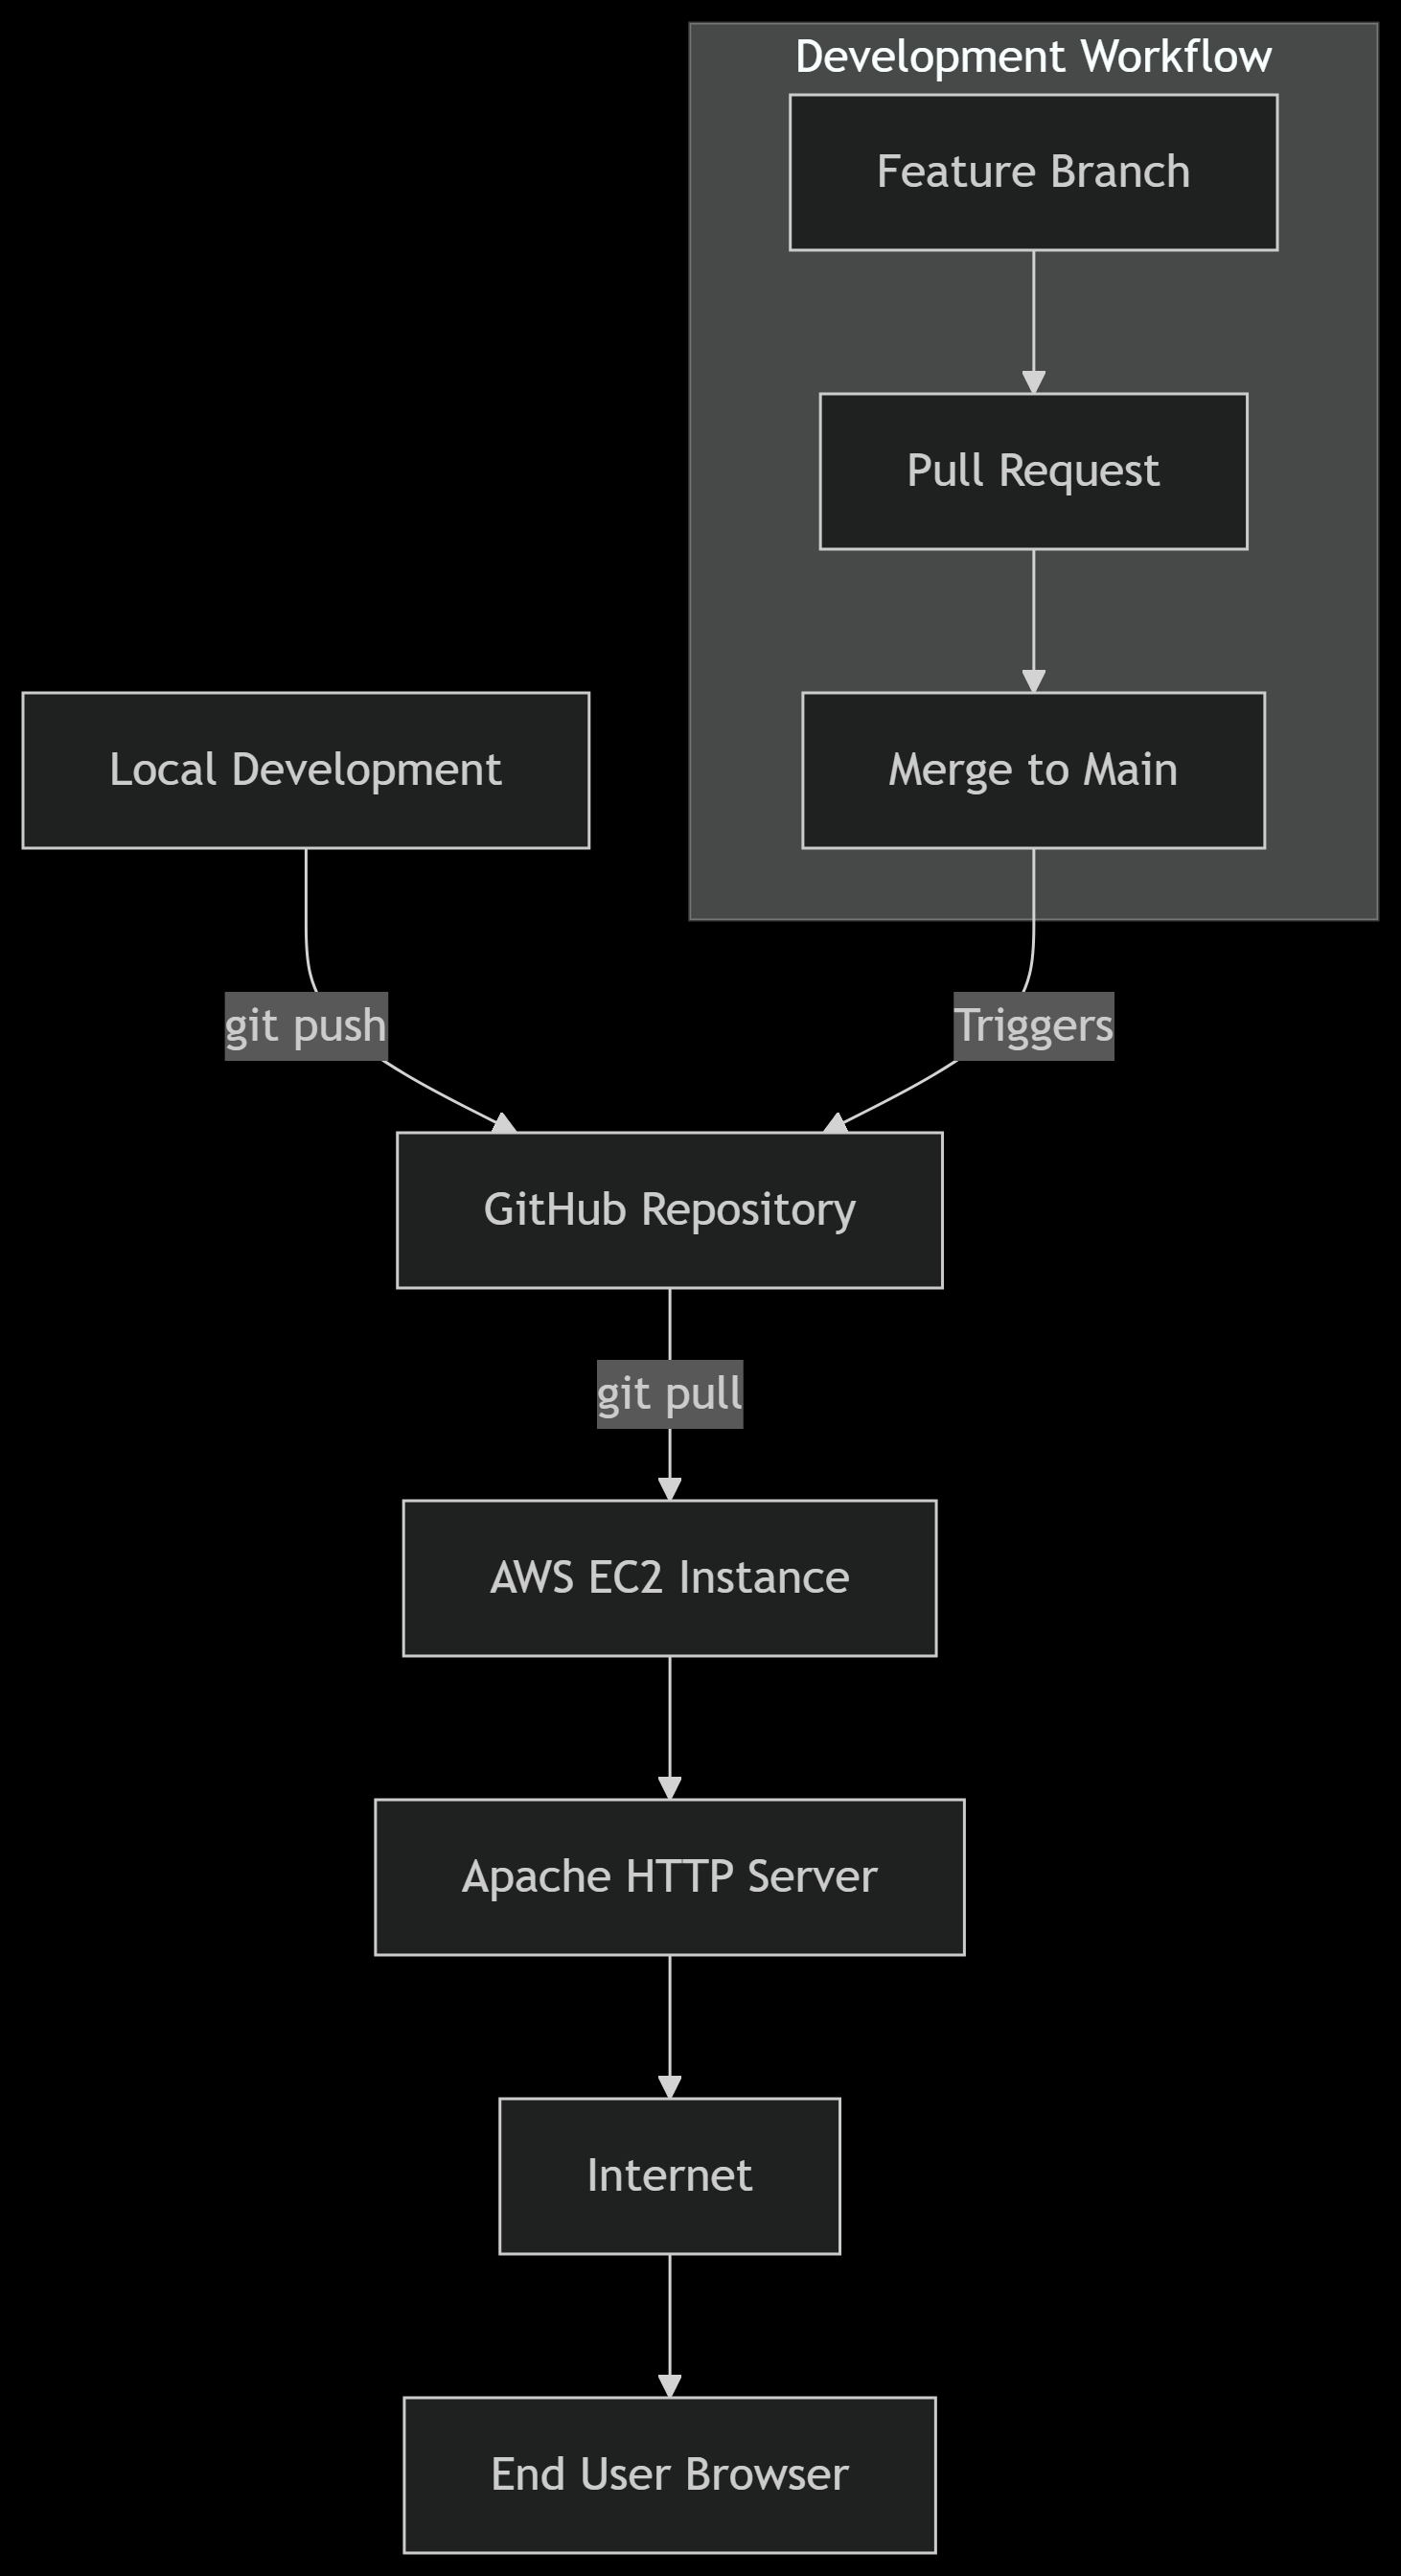 Development Workflow
Feature Branch
Pull Request
Local Development
Merge to Main
git push
Triggers
GitHub Repository
git pull
AWS EC2 Instance
Apache HTTP Server
Internet
End User Browser